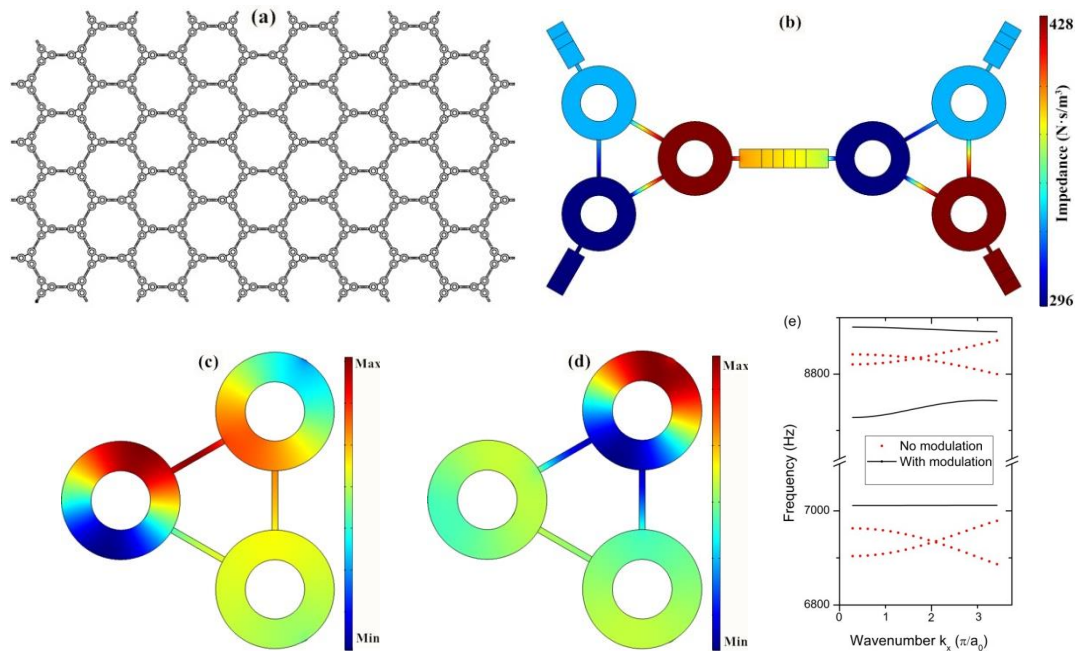 (a)
(b)
428
Impedance (N·s/m³)
296
(c)
Max
Min
(d)
Max
Min
(e)
8800
No modulation
With modulation
Frequency (Hz)
7000
6800
0 1 2 3
Wavenumber kₓ (π/a₀)